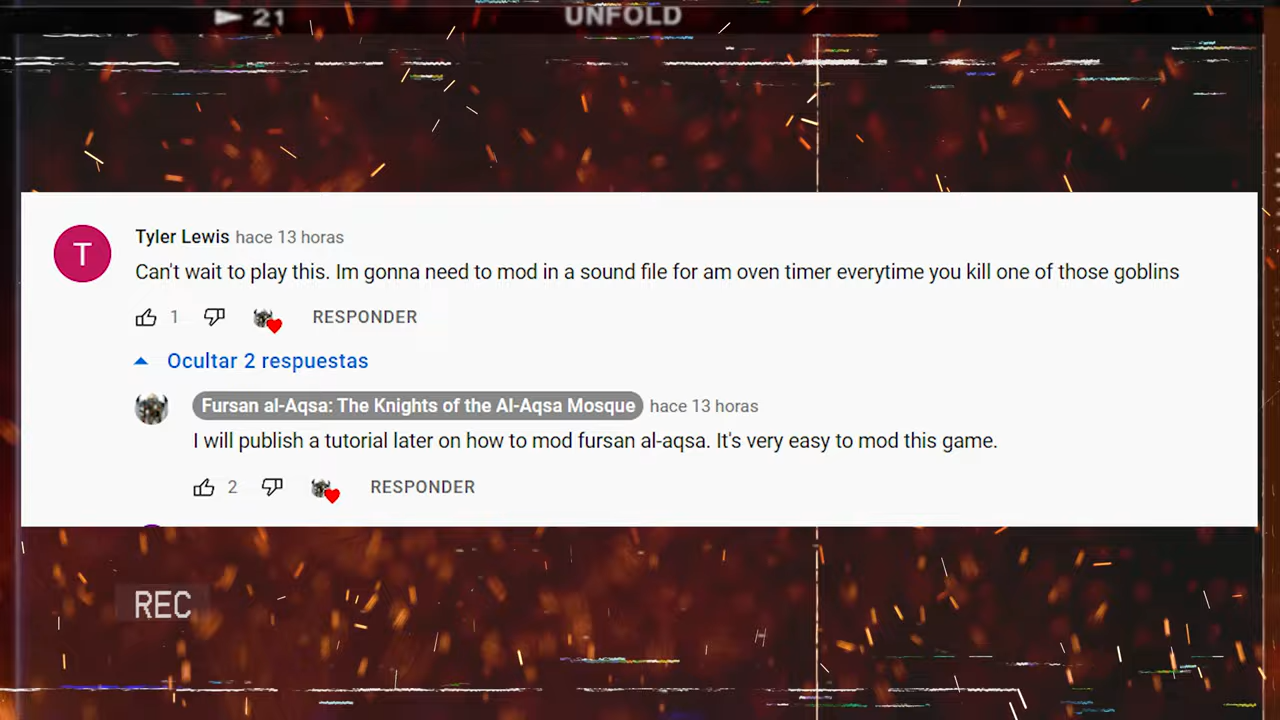 21
UNFOLD
T
Tyler Lewis hace 13 horas
Can't wait to play this. Im gonna need to mod in a sound file for am oven timer everytime you kill one of those goblins
1 RESPONDER
Ocultar 2 respuestas
Fursan al-Aqsa: The Knights of the Al-Aqsa Mosque hace 13 horas
I will publish a tutorial later on how to mod fursan al-aqsa. It's very easy to mod this game.
2 RESPONDER
REC